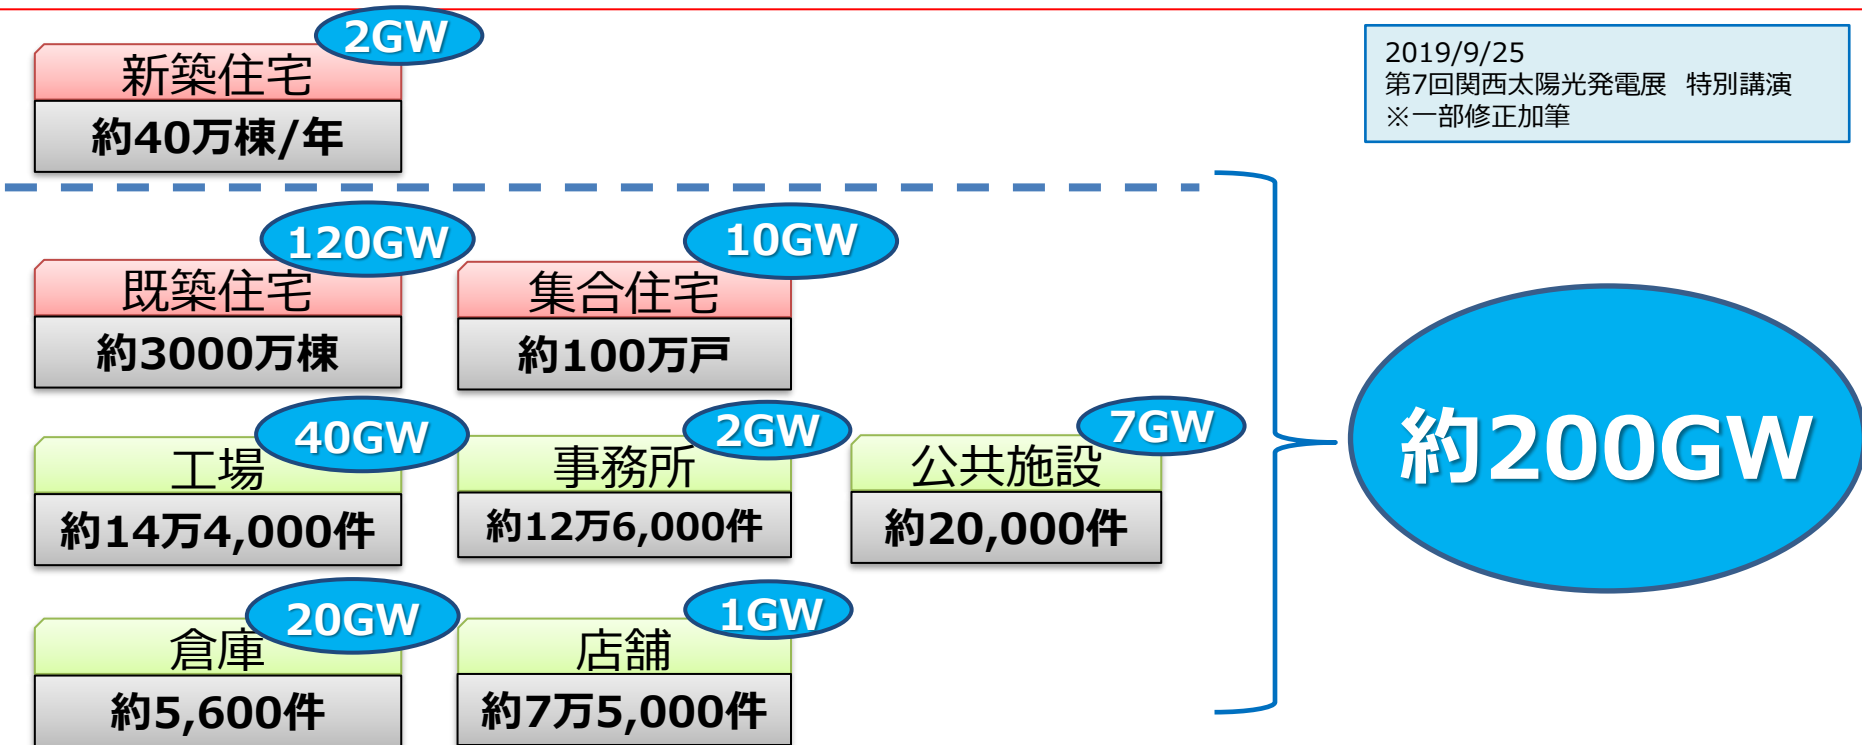 2GW
新築住宅
約40万棟/年
2019/9/25
第7回関西太陽光発電展　特別講演
※一部修正加筆
120GW
既築住宅
約3000万棟
10GW
集合住宅
約100万戸
40GW
工場
約14万4,000件
2GW
事務所
約12万6,000件
7GW
公共施設
約20,000件
20GW
倉庫
約5,600件
1GW
店舗
約7万5,000件
約200GW